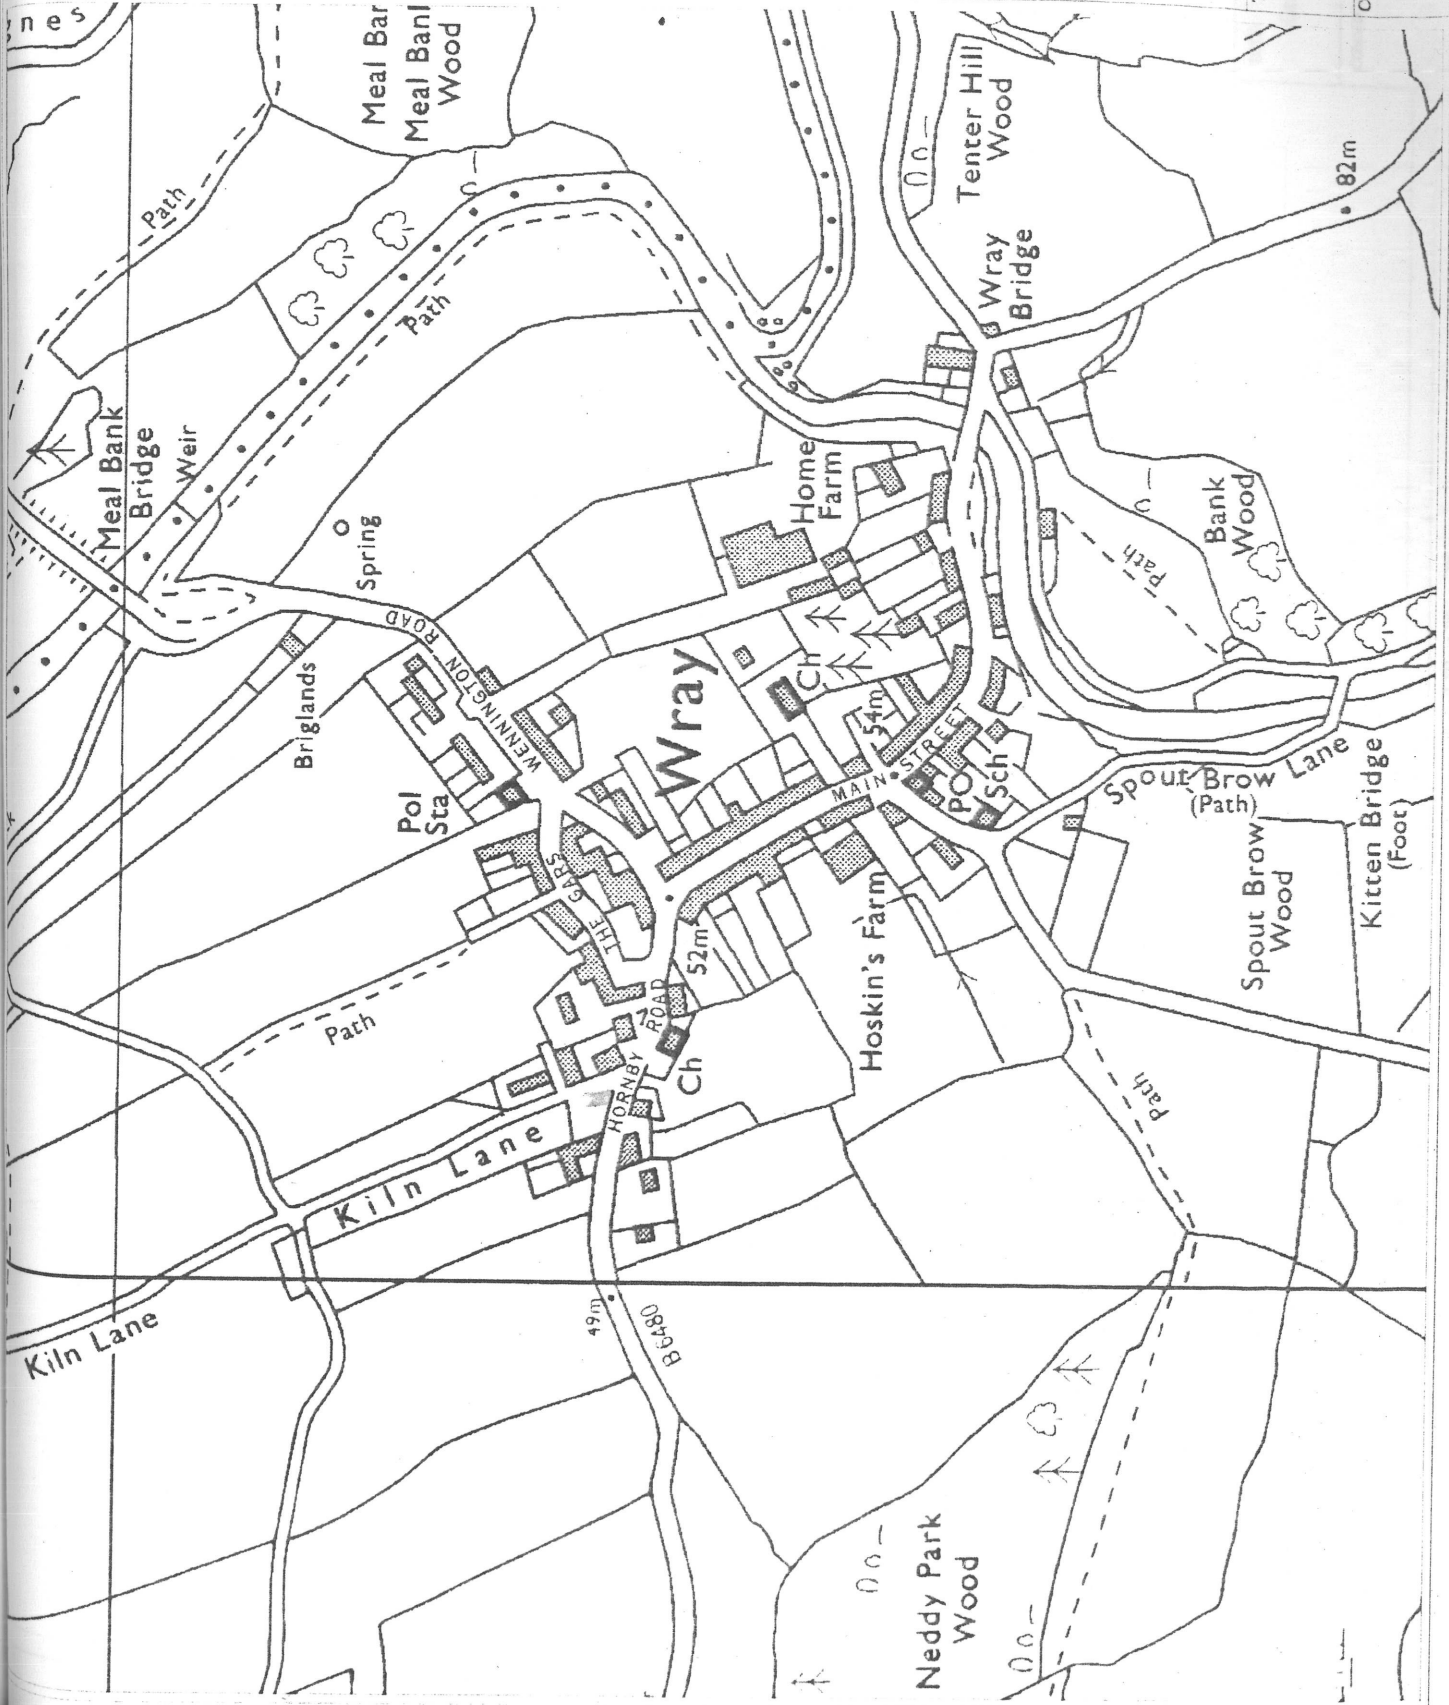 gnes
Meal Ban
Meal Banl
Wood
Path
Path
Meal Bank
Bridge
Weir
Spring
Tenter Hill
Wood
82m
Wray
Bridge
Home
Farm
Bank
Wood
Path
WENNINGTON ROAD
Briglands
Wray
Ch
54m
MAIN STREET
PO
Sch
Spout Brow Lane
(Path)
Kitten Bridge
(Foot)
Spout Brow
Wood
Pol
Sta
THE GARS
52m
Hoskin's Farm
Path
HORNBY ROAD
Ch
Path
Kiln Lane
Kiln Lane
49m
B6480
Neddy Park
Wood